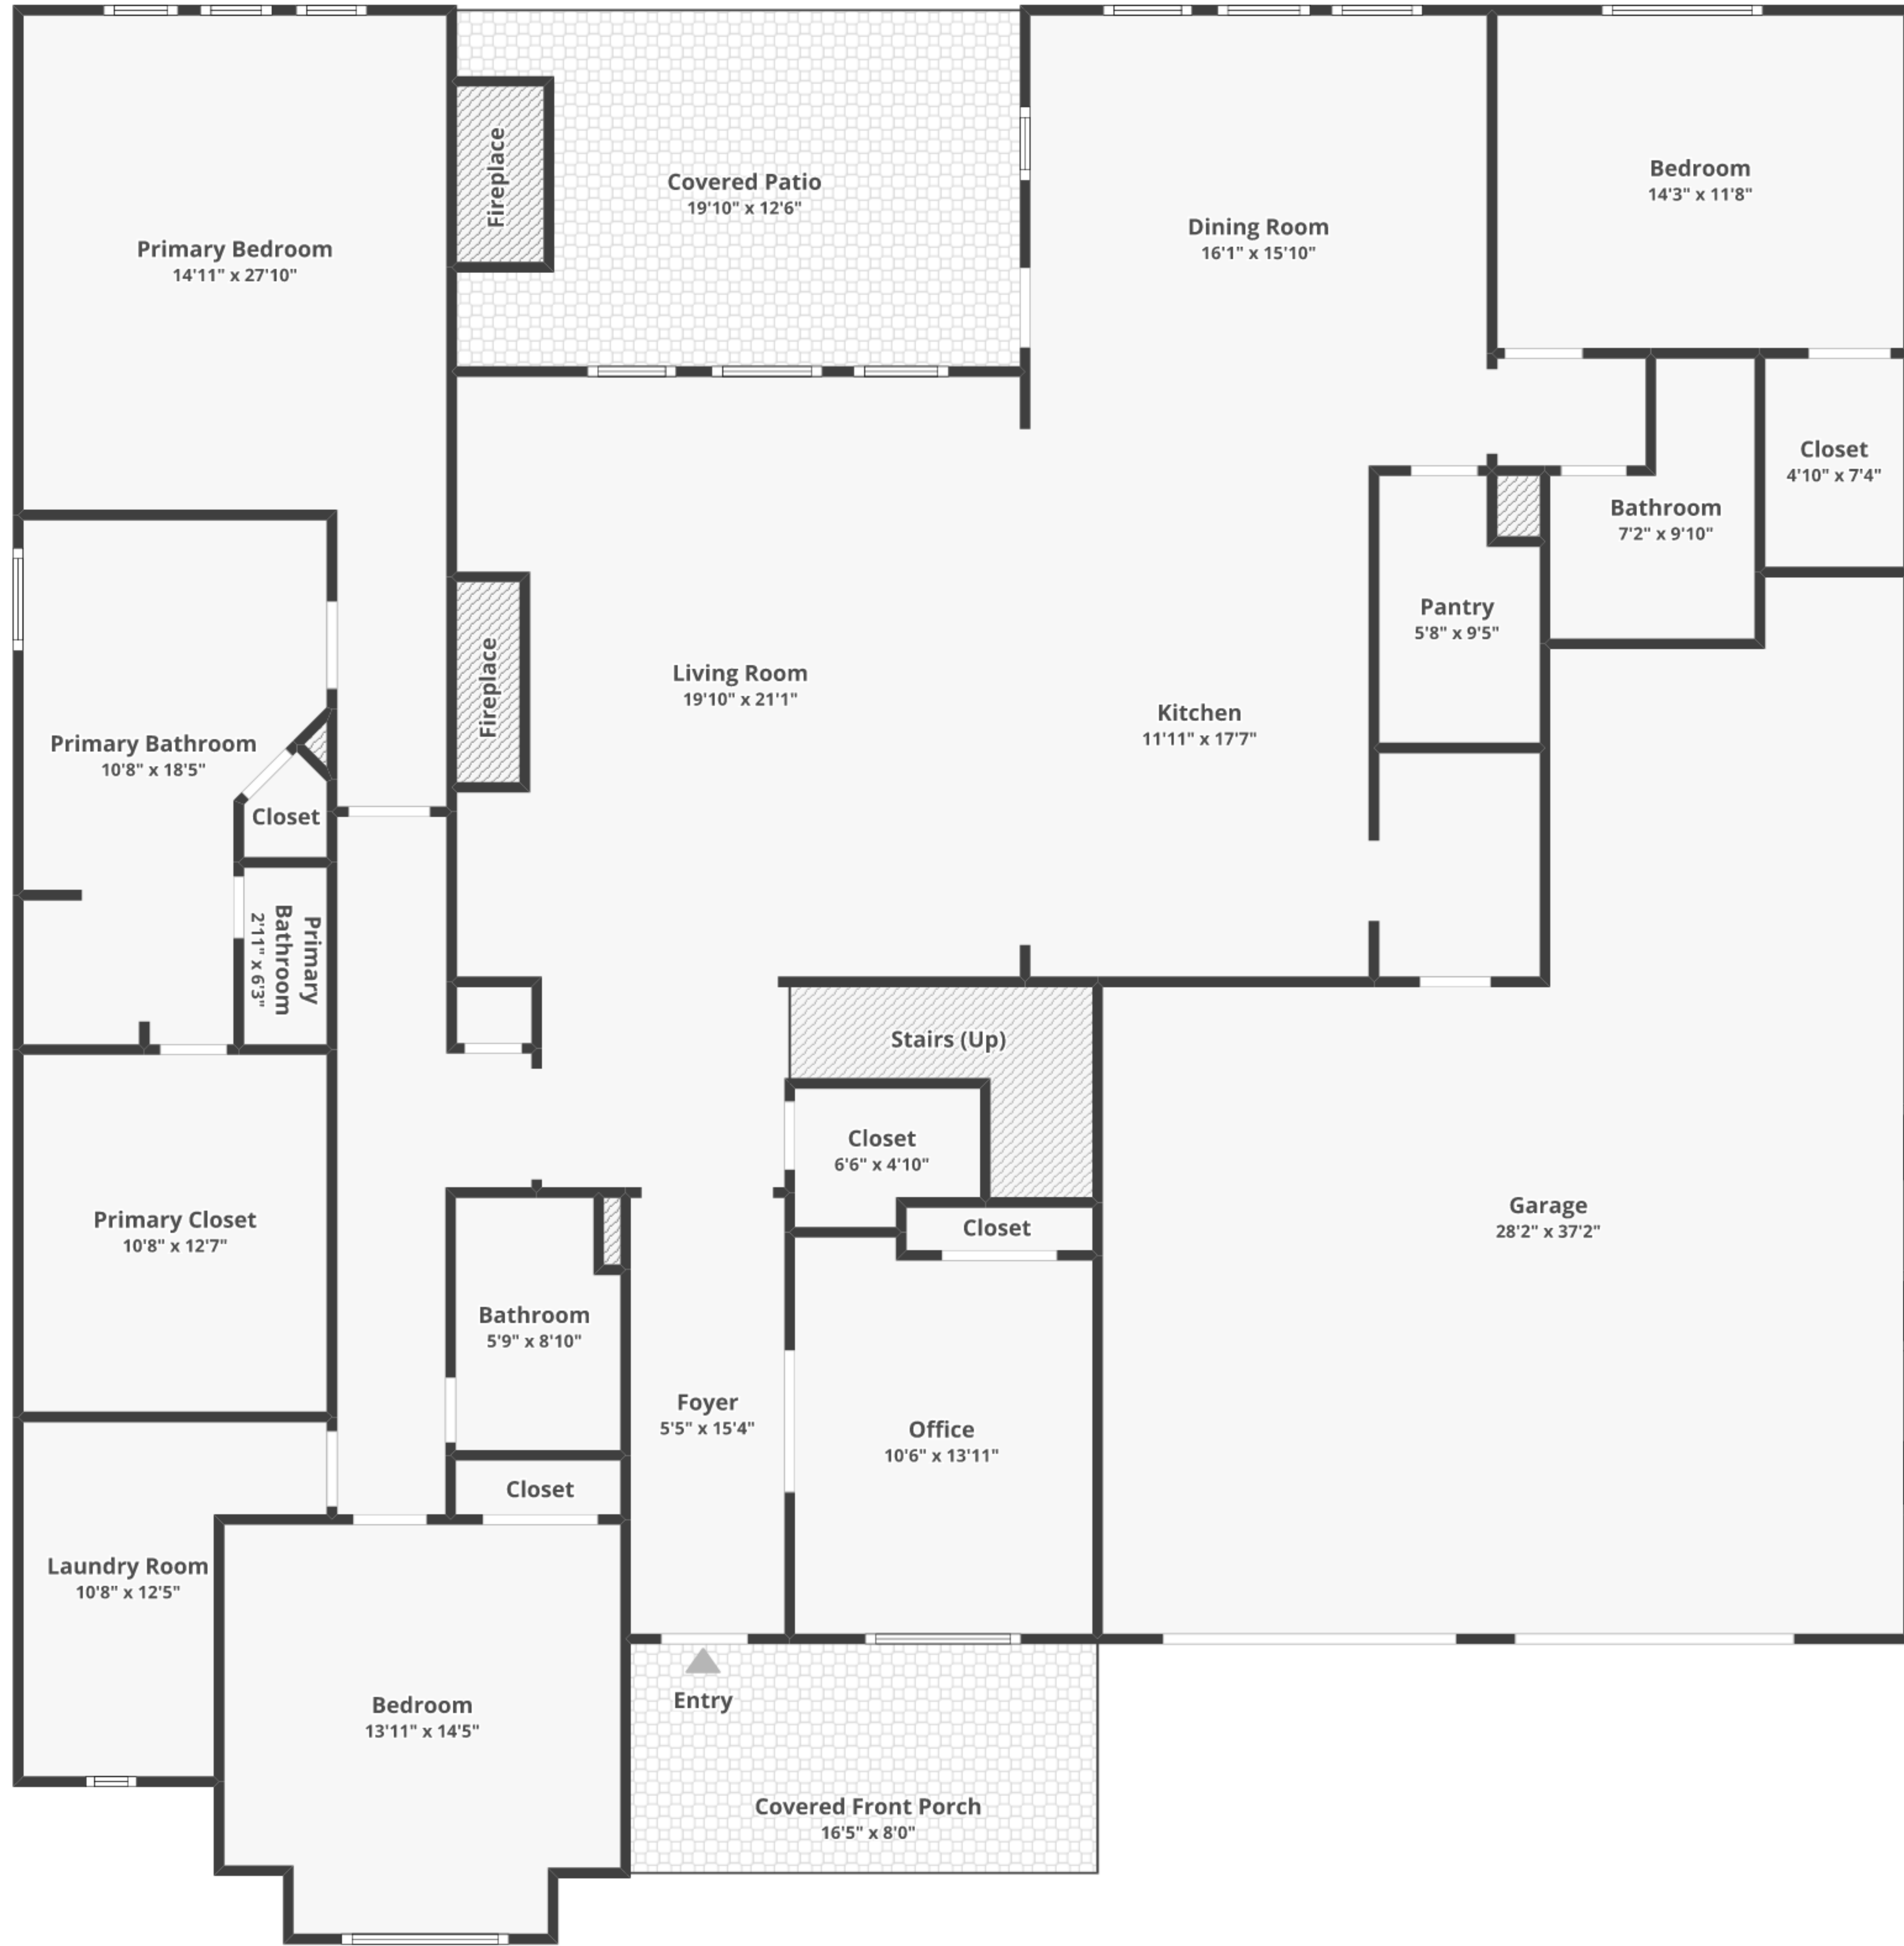 Primary Bedroom
14'11" x 27'10"
Fireplace
Covered Patio
19'10" x 12'6"
Dining Room
16'1" x 15'10"
Bedroom
14'3" x 11'8"
Closet
4'10" x 7'4"
Bathroom
7'2" x 9'10"
Pantry
5'8" x 9'5"
Fireplace
Living Room
19'10" x 21'1"
Kitchen
11'11" x 17'7"
Primary Bathroom
10'8" x 18'5"
Closet
Primary
Bathroom
2'11" x 6'3"
Stairs (Up)
Closet
6'6" x 4'10"
Closet
Primary Closet
10'8" x 12'7"
Garage
28'2" x 37'2"
Bathroom
5'9" x 8'10"
Foyer
5'5" x 15'4"
Office
10'6" x 13'11"
Closet
Laundry Room
10'8" x 12'5"
Bedroom
13'11" x 14'5"
Entry
Covered Front Porch
16'5" x 8'0"